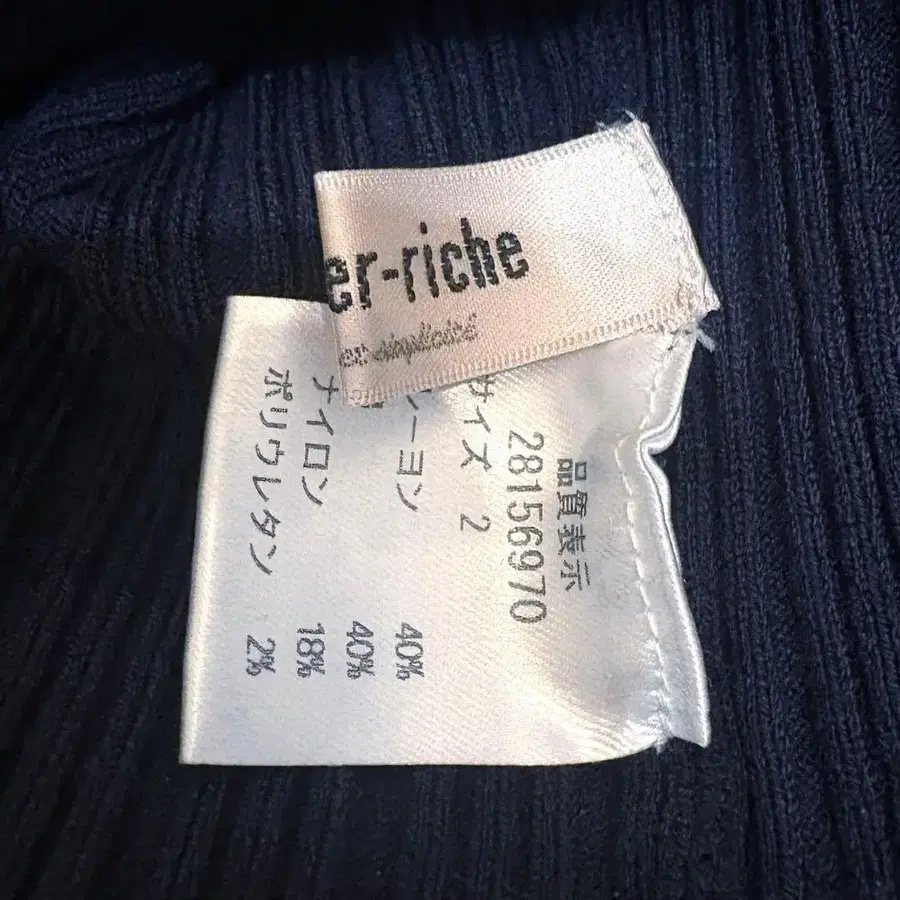 er-riche
品質表示
28156970
サイズ 2
ーヨン 40%
40%
ナイロン 18%
ポリウレタン 2%